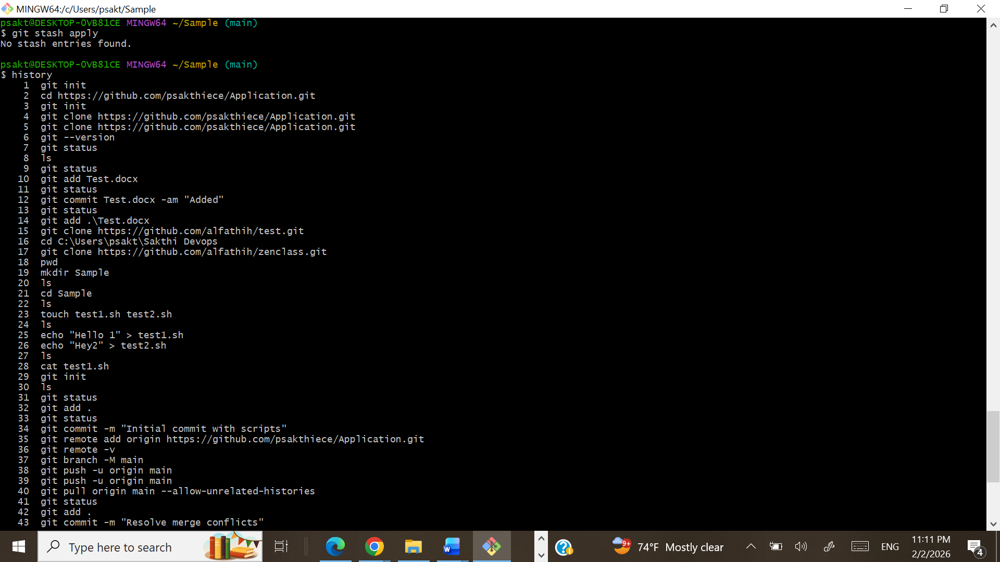 MINGW64:/c/Users/psakt/Sample
psakt@DESKTOP-OVB81CE MINGW64 ~/Sample (main)
$ git stash apply
No stash entries found.
psakt@DESKTOP-OVB81CE MINGW64 ~/Sample (main)
$ history
1 git init
2 cd https://github.com/psakthiece/Application.git
3 git init
4 git clone https://github.com/psakthiece/Application.git
5 git clone https://github.com/psakthiece/Application.git
6 git --version
7 git status
8 ls
9 git status
10 git add Test.docx
11 git status
12 git commit Test.docx -am "Added"
13 git status
14 git add .\Test.docx
15 git clone https://github.com/alfathih/test.git
16 cd C:\Users\psakt\Sakthi Devops
17 git clone https://github.com/alfathih/zenclass.git
18 pwd
19 mkdir Sample
20 ls
21 cd Sample
22 ls
23 touch test1.sh test2.sh
24 ls
25 echo "Hello 1" > test1.sh
26 echo "Hey2" > test2.sh
27 ls
28 cat test1.sh
29 git init
30 ls
31 git status
32 git add .
33 git status
34 git commit -m "Initial commit with scripts"
35 git remote add origin https://github.com/psakthiece/Application.git
36 git remote -v
37 git branch -M main
38 git push -u origin main
39 git push -u origin main
40 git pull origin main --allow-unrelated-histories
41 git status
42 git add .
43 git commit -m "Resolve merge conflicts"
Type here to search
W
9+
74°F Mostly clear
ENG
11:11 PM
2/2/2026
4